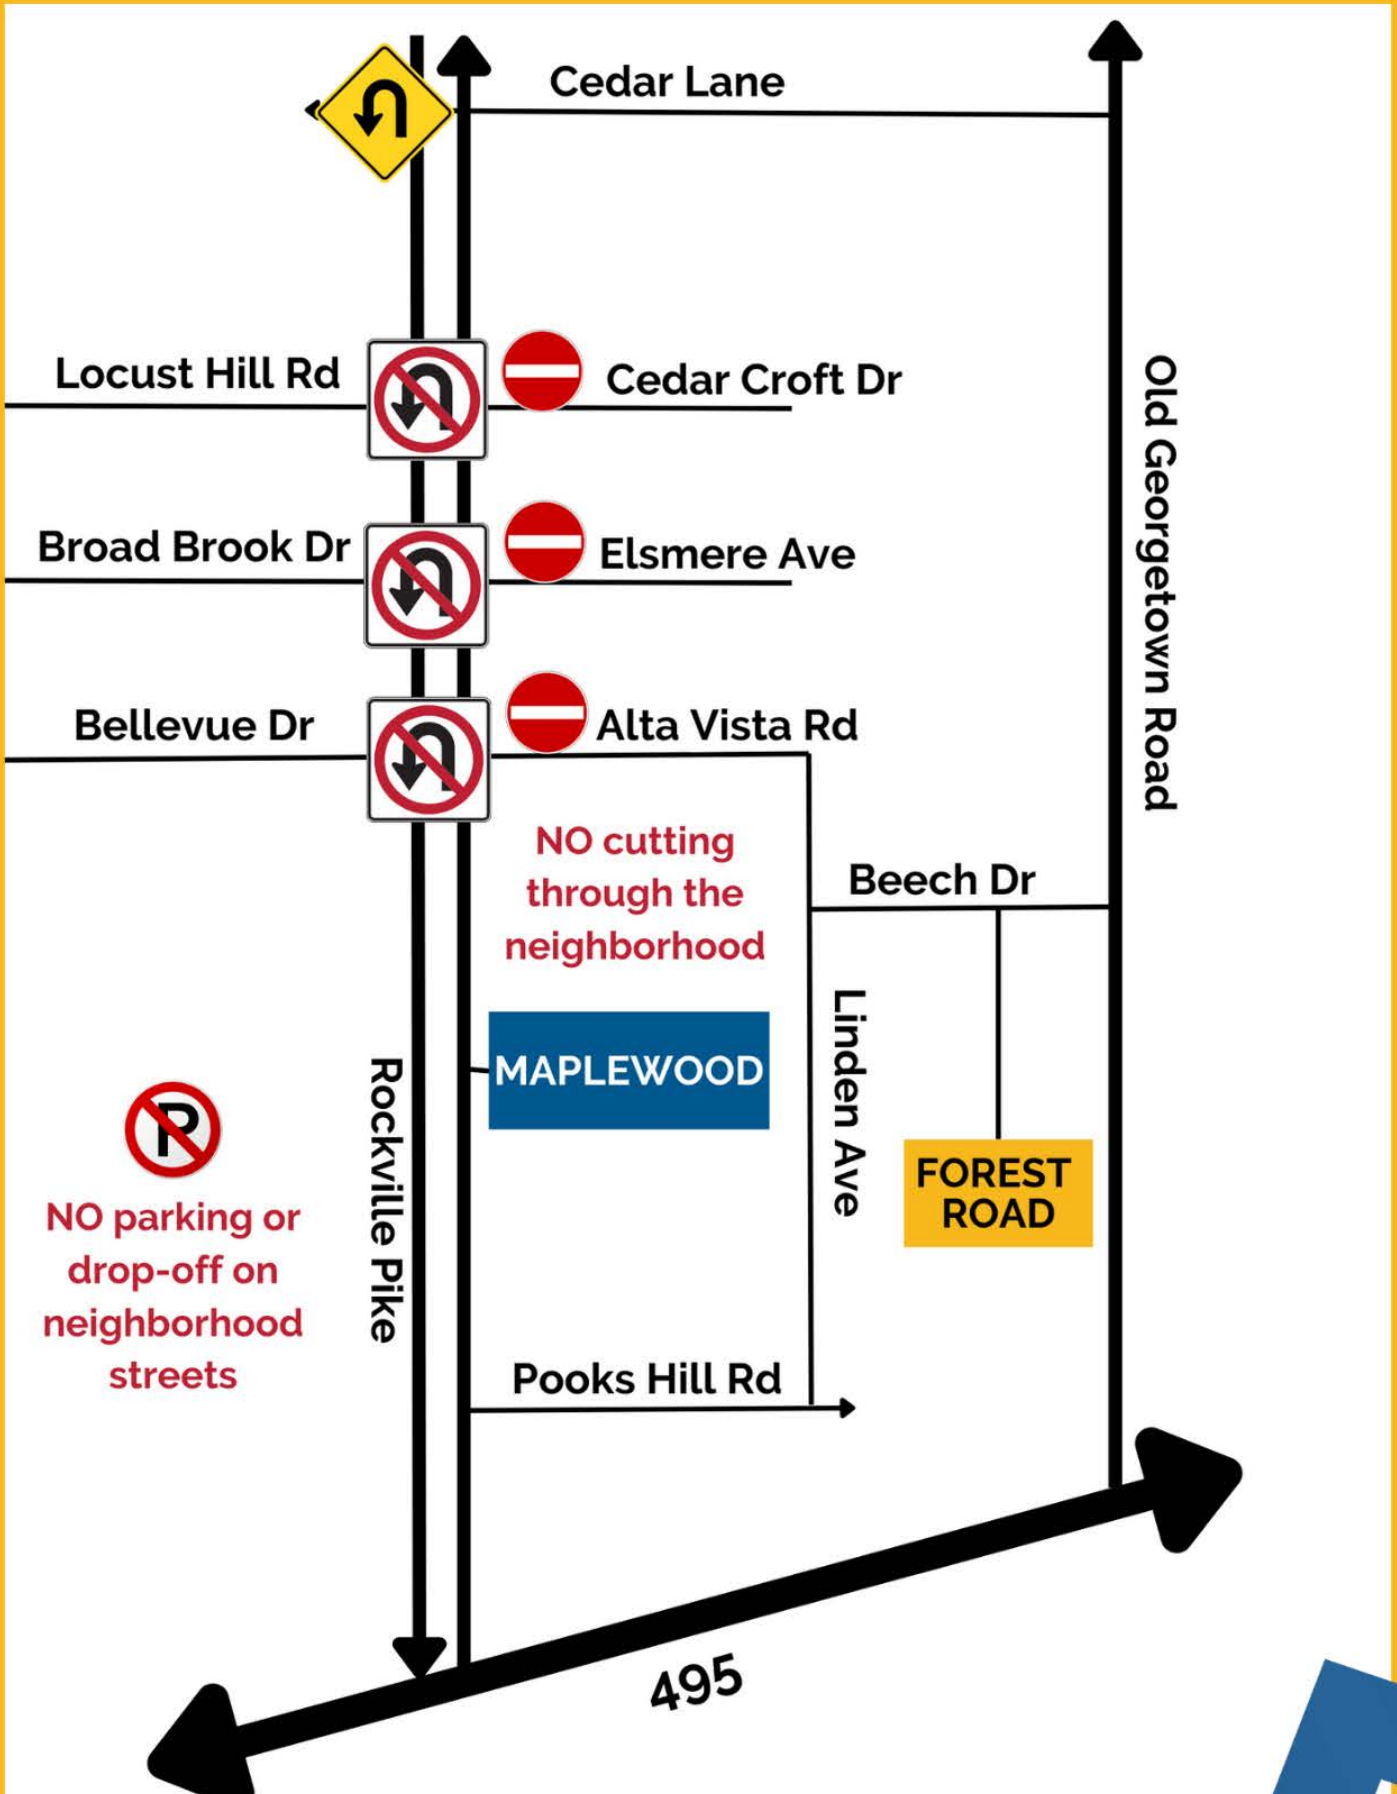 Cedar Lane
Locust Hill Rd
Cedar Croft Dr
Old Georgetown Road
Broad Brook Dr
Elsmere Ave
Bellevue Dr
Alta Vista Rd
NO cutting
through the
neighborhood
Beech Dr
Linden Ave
MAPLEWOOD
Rockville Pike
P
NO parking or
drop-off on
neighborhood
streets
FOREST
ROAD
Pooks Hill Rd
495